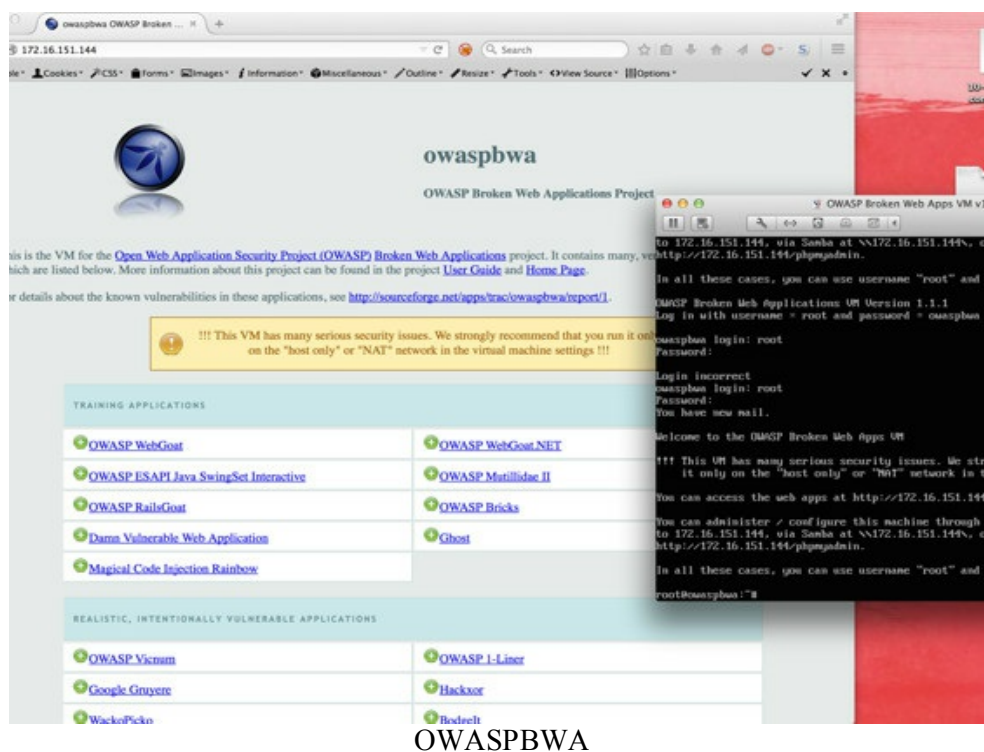 owaspbwa OWASP Broken ...
172.16.151.144
Search
Cookies CSS Forms Images Information Miscellaneous Outline Resize Tools View Source Options
owaspbwa
OWASP Broken Web Applications Project
is is the VM for the Open Web Application Security Project (OWASP) Broken Web Applications project. It contains many,
hich are listed below. More information about this project can be found in the project User Guide and Home Page.
r details about the known vulnerabilities in these applications, see http://sourceforge.net/apps/trac/owaspbwa/report/1.
!!! This VM has many serious security issues. We strongly recommend that you run it
on the "host only" or "NAT" network in the virtual machine settings !!!
TRAINING APPLICATIONS
OWASP WebGoat
OWASP WebGoat.NET
OWASP ESAPI Java SwingSet Interactive
OWASP Mutillidae II
OWASP RailsGoat
OWASP Bricks
Damn Vulnerable Web Application
Ghost
Magical Code Injection Rainbow
REALISTIC, INTENTIONALLY VULNERABLE APPLICATIONS
OWASP Vicnum
OWASP 1-Liner
Google Gruyere
Hackxor
WackoPicko
BodgeIt
OWASP Broken Web Apps VM
to 172.16.151.144, via Samba at \\172.16.151.144\,
http://172.16.151.144/phpmyadmin.
In all these cases, you can use username "root" and
OWASP Broken Web Applications VM Version 1.1.1
Log in with username = root and password = owaspbwa
owaspbwa login: root
Password:
Login incorrect
owaspbwa login: root
Password:
You have new mail.
Welcome to the OWASP Broken Web Apps VM
!!! This VM has many serious security issues. We
it only on the "host only" or "NAT" network in
You can access the web apps at http://172.16.151.144
You can administer / configure this machine through
to 172.16.151.144, via Samba at \\172.16.151.144\,
http://172.16.151.144/phpmyadmin.
In all these cases, you can use username "root" and
root@owaspbwa:~#
OWASPBWA